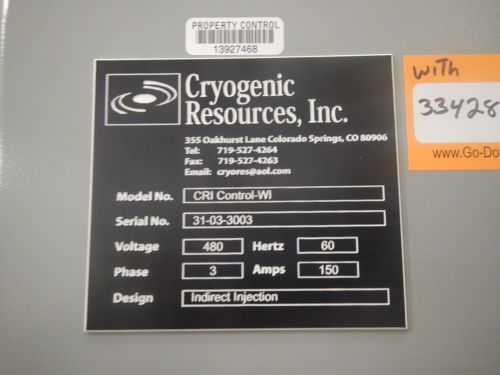 PROPERTY CONTROL
13927468
Cryogenic
Resources, Inc.
355 Oakhurst Lane Colorado Springs, CO 80906
Tel: 719-527-4264
Fax: 719-527-4263
Email: cryores@aol.com
Model No. CRI Control-WI
Serial No. 31-03-3003
Voltage 480 Hertz 60
Phase 3 Amps 150
Design Indirect Injection
with
33428
www.Go-Do